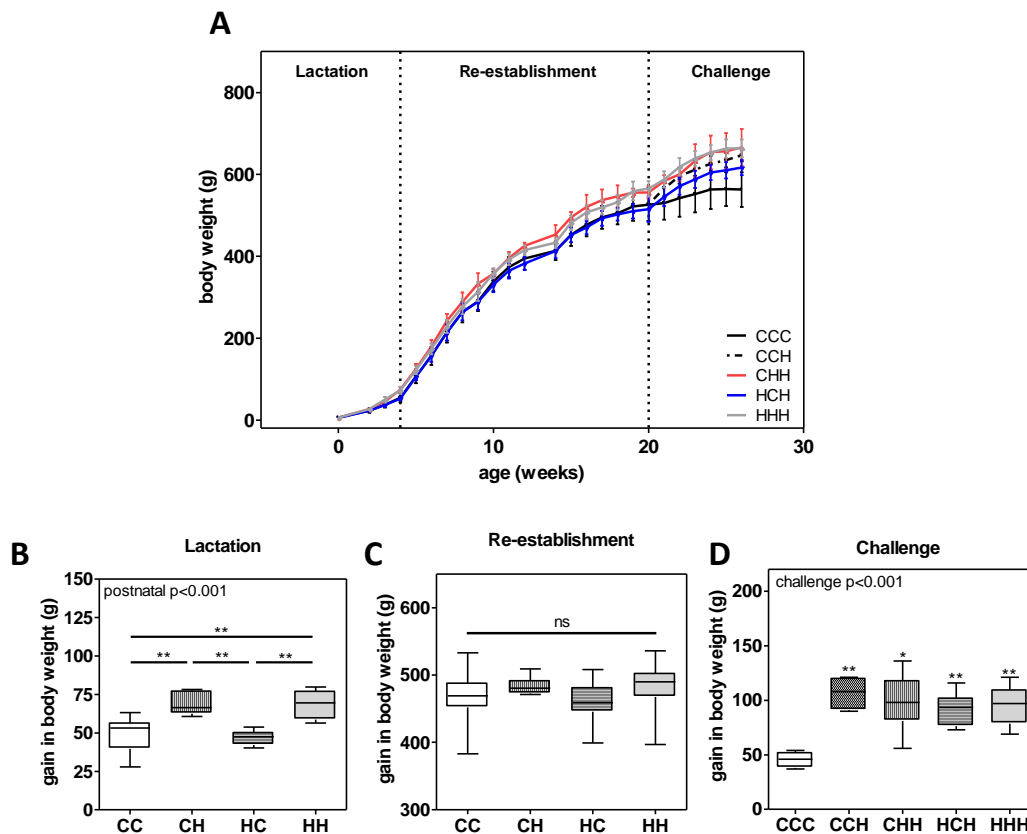 A
Lactation Re-establishment Challenge
800
600
400
200
0
body weight (g)
CCC
CCH
CHH
HCH
HHH
0 10 20 30
age (weeks)
B
Lactation
150
125
100
75
50
25
0
gain in body weight (g)
postnatal p<0.001
**
** ** **
CC CH HC HH
C
Re-establishment
600
500
400
300
gain in body weight (g)
ns
CC CH HC HH
D
Challenge
200
150
100
50
0
gain in body weight (g)
challenge p<0.001
** * ** **
CCC CCH CHH HCH HHH